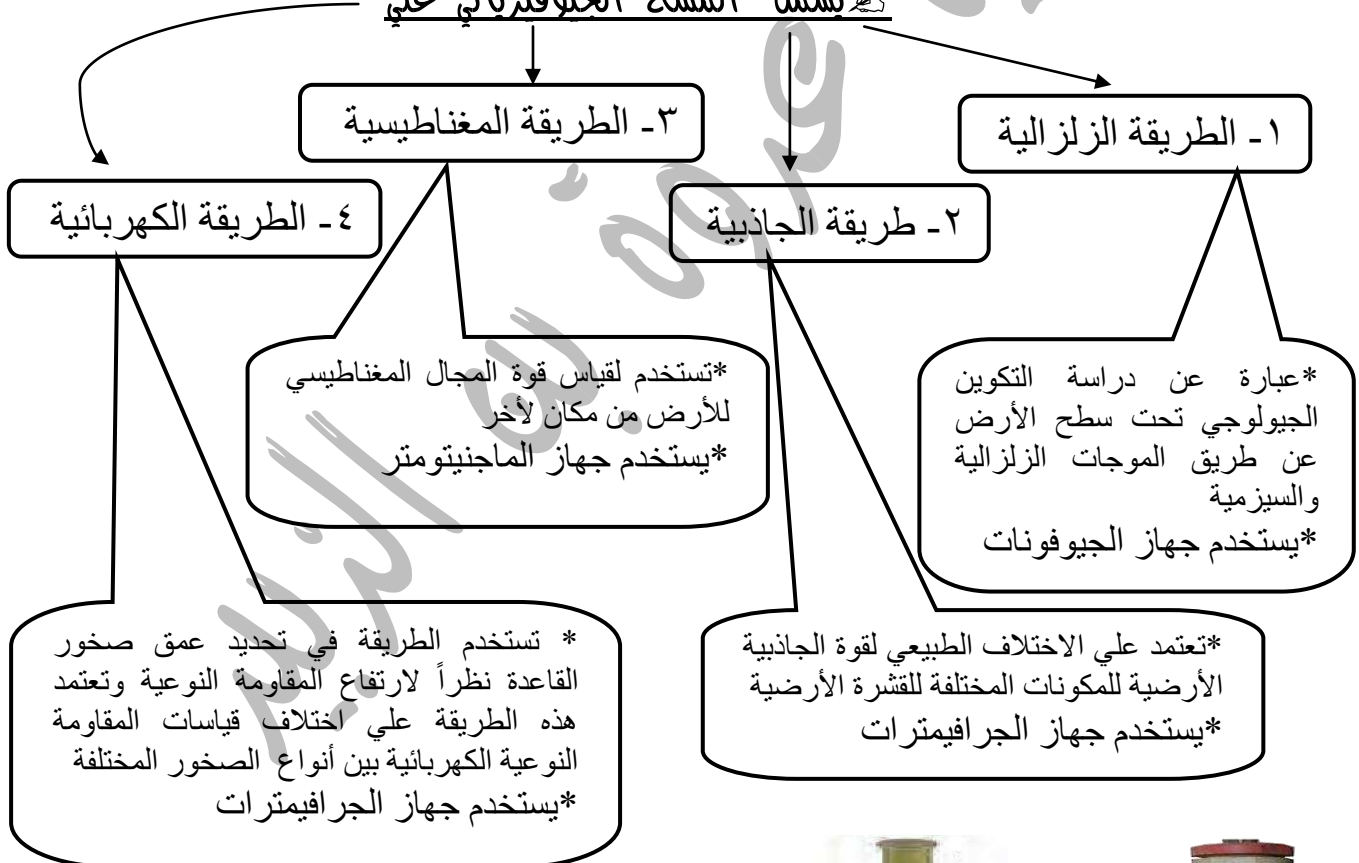 يشمل المسح الجيوفيزيائي علي
١- الطريقة الزلزالية
*عبارة عن دراسة التكوين
الجيولوجي تحت سطح الأرض
عن طريق الموجات الزلزالية
والسيزمية
*يستخدم جهاز الجيوفونات
٢- طريقة الجاذبية
*تعتمد علي الاختلاف الطبيعي لقوة الجاذبية
الأرضية للمكونات المختلفة للقشرة الأرضية
*يستخدم جهاز الجرافيمترات
٣- الطريقة المغناطيسية
*تستخدم لقياس قوة المجال المغناطيسي
للأرض من مكان لأخر
*يستخدم جهاز الماجنيتومتر
٤- الطريقة الكهربائية
* تستخدم الطريقة في تحديد عمق صخور
القاعدة نظراً لارتفاع المقاومة النوعية وتعتمد
هذه الطريقة علي اختلاف قياسات المقاومة
النوعية الكهربائية بين أنواع الصخور المختلفة
*يستخدم جهاز الجرافيمترات